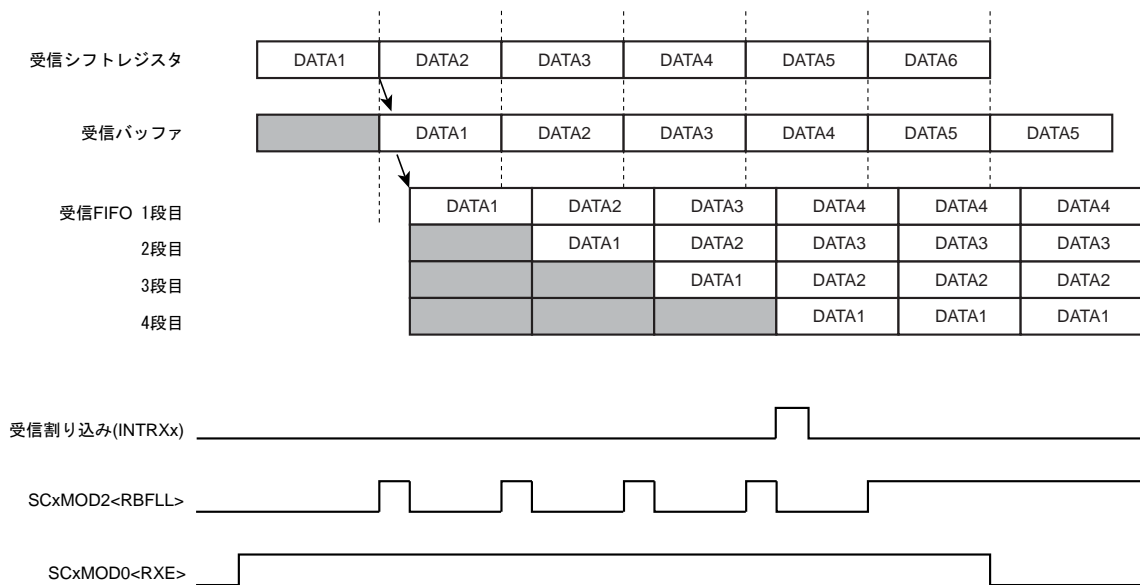 受信シフトレジスタ DATA1 DATA2 DATA3 DATA4 DATA5 DATA6
受信バッファ DATA1 DATA2 DATA3 DATA4 DATA5 DATA5
受信FIFO 1段目 DATA1 DATA2 DATA3 DATA4 DATA4 DATA4
2段目 DATA1 DATA2 DATA3 DATA3 DATA3
3段目 DATA1 DATA2 DATA2 DATA2
4段目 DATA1 DATA1 DATA1
受信割り込み(INTRXx)
SCxMOD2<RBFLL>
SCxMOD0<RXE>